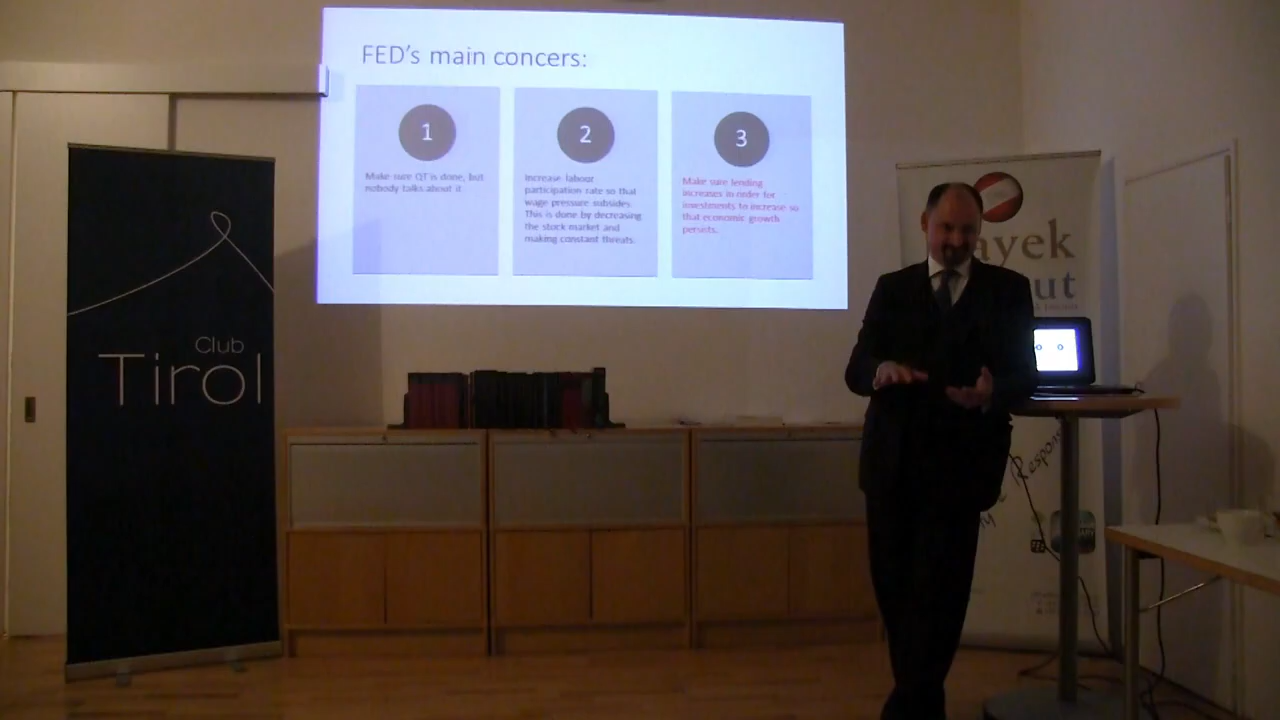 FED's main concers:
1
Make sure QT is done, but
nobody talks about it
2
Increase labour
participation rate so that
wage pressure subsides.
This is done by decreasing
the stock market and
making constant threats.
3
Make sure lending
increases in order for
investments to increase so
that economic growth
persists.
Club
Tirol
ayek
ut
Respons